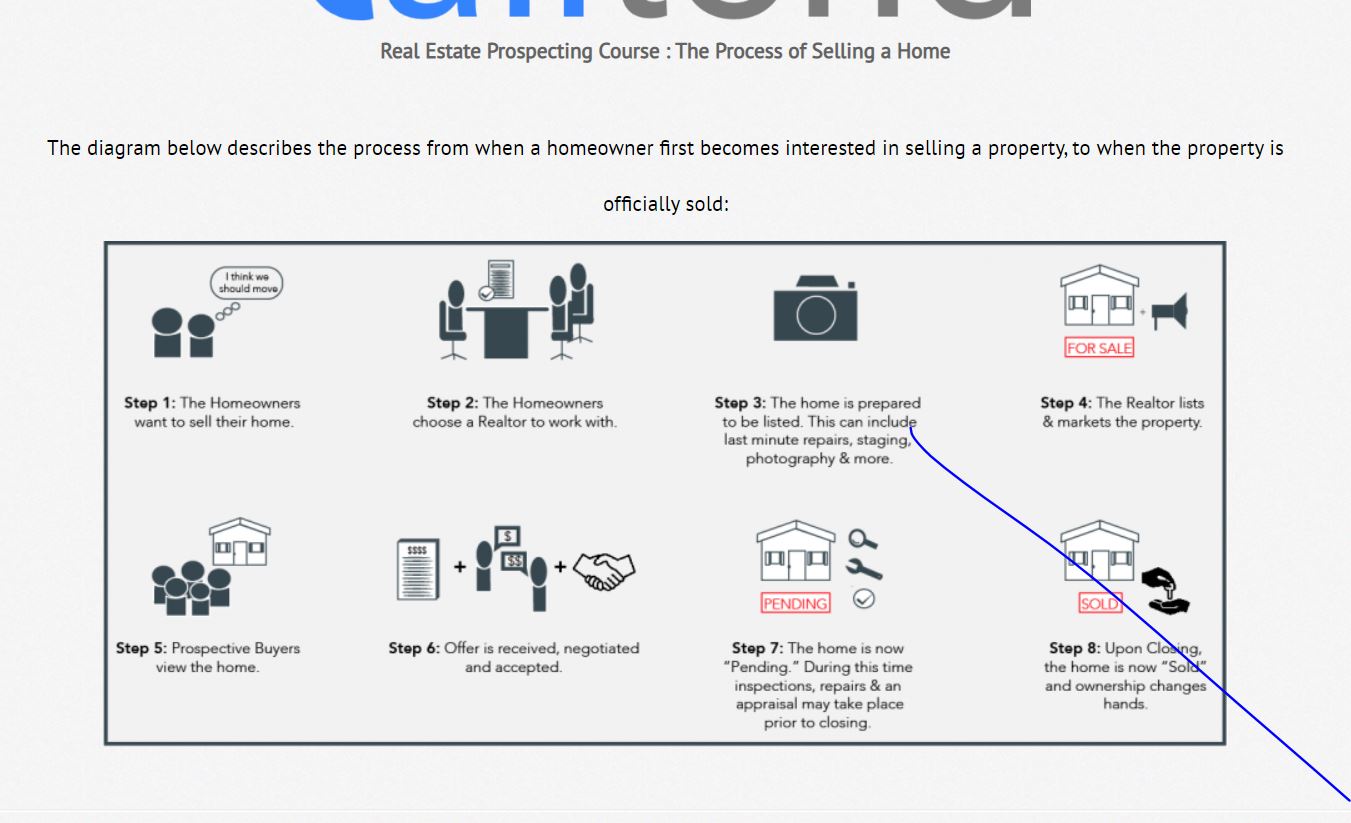 Real Estate Prospecting Course : The Process of Selling a Home
The diagram below describes the process from when a homeowner first becomes interested in selling a property, to when the property is
officially sold:
I think we
should move
FOR SALE
Step 1: The Homeowners
want to sell their home.
Step 2: The Homeowners
choose a Realtor to work with.
Step 3: The home is prepared
to be listed. This can include
last minute repairs, staging,
photography & more.
Step 4: The Realtor lists
& markets the property.
$$$$
+
$
$$
+
PENDING
SOLD
Step 5: Prospective Buyers
view the home.
Step 6: Offer is received, negotiated
and accepted.
Step 7: The home is now
“Pending.” During this time
inspections, repairs & an
appraisal may take place
prior to closing.
Step 8: Upon Closing,
the home is now “Sold”
and ownership changes
hands.